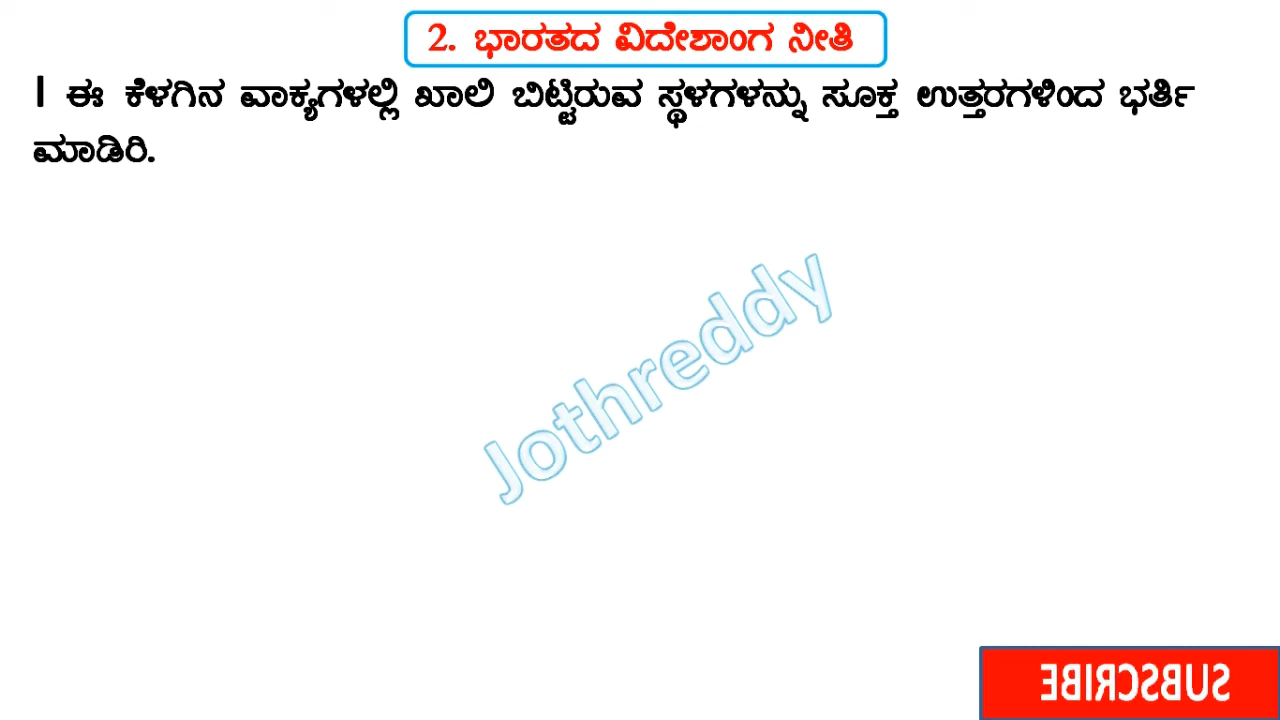 2. ಭಾರತದ ವಿದೇಶಾಂಗ ನೀತಿ
I ಈ ಕೆಳಗಿನ ವಾಕ್ಯಗಳಲ್ಲಿ ಖಾಲಿ ಬಿಟ್ಟಿರುವ ಸ್ಥಳಗಳನ್ನು ಸೂಕ್ತ ಉತ್ತರಗಳಿಂದ ಭರ್ತಿ
ಮಾಡಿರಿ.
Jothreddy
SUBSCRIBE